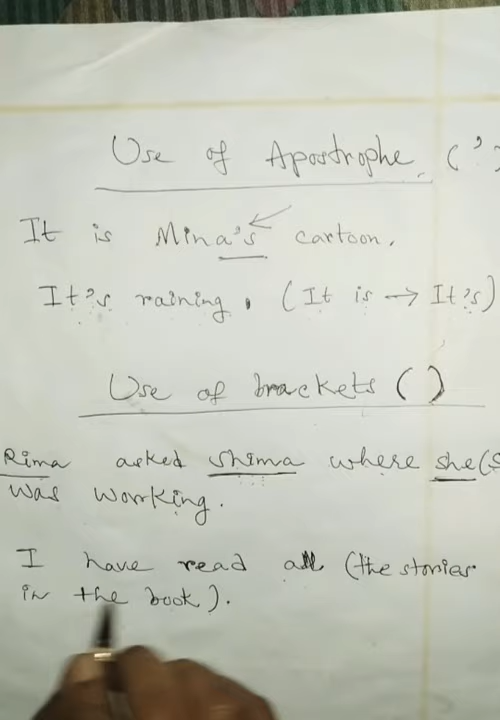 Use of Apostrophe (')
It is Mina's cartoon.
It's raining. (It is → It's)
Use of brackets ()
Rima asked Shima where she (S
was working.
I have read all (the stories
in the book).